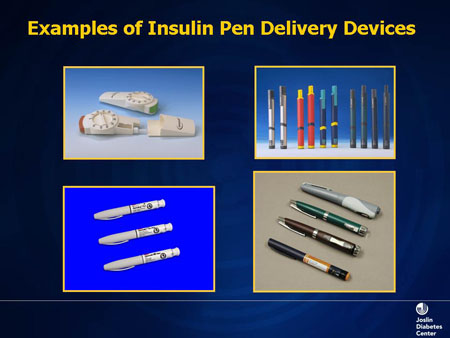 Examples of Insulin Pen Delivery Devices
Joslin
Diabetes
Center